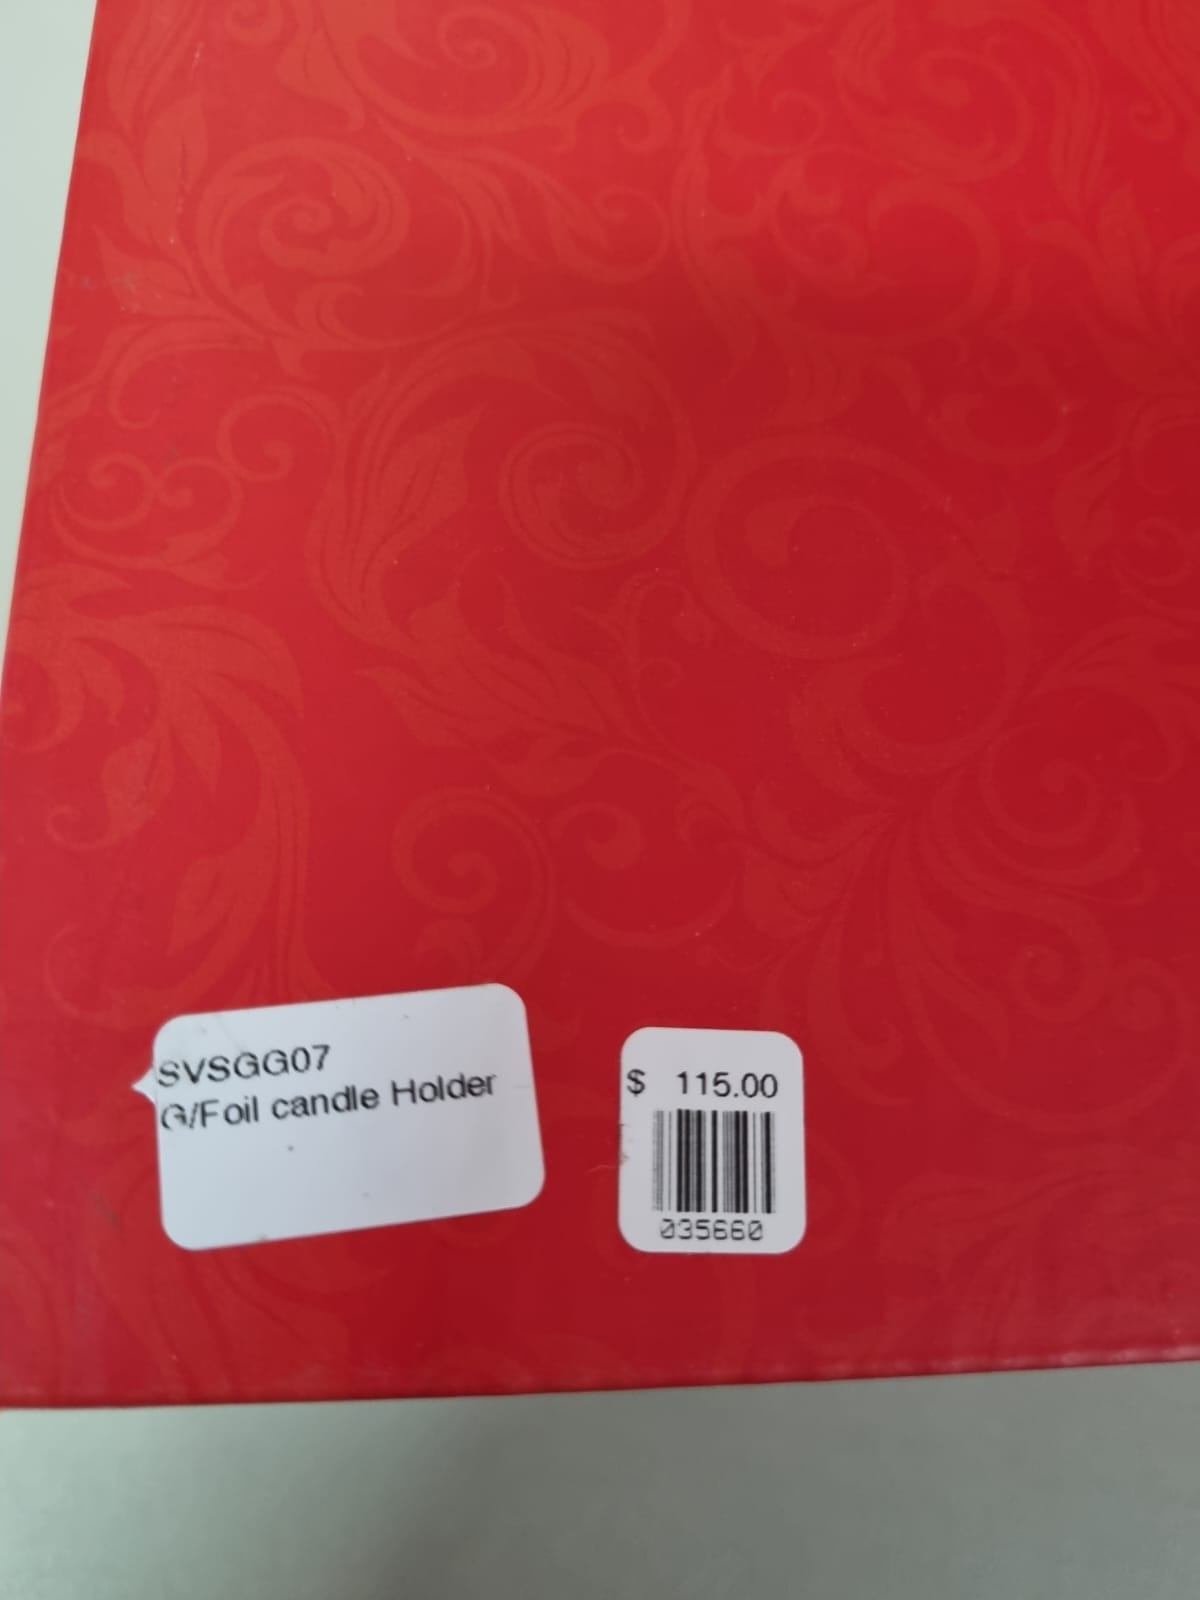 SVSGG07
G/Foil candle Holder
$ 115.00
035660